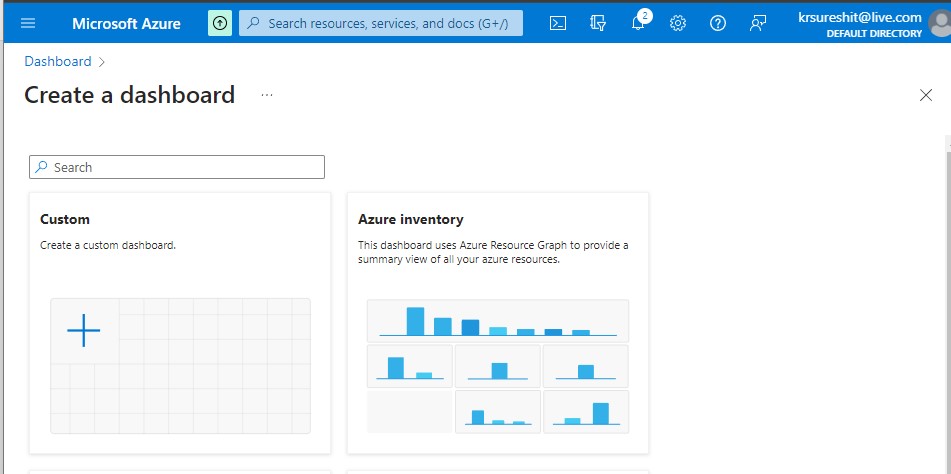 Microsoft Azure
Search resources, services, and docs (G+/)
2
krsureshit@live.com
DEFAULT DIRECTORY
Dashboard >
Create a dashboard ...
Search
Custom
Create a custom dashboard.
Azure inventory
This dashboard uses Azure Resource Graph to provide a
summary view of all your azure resources.